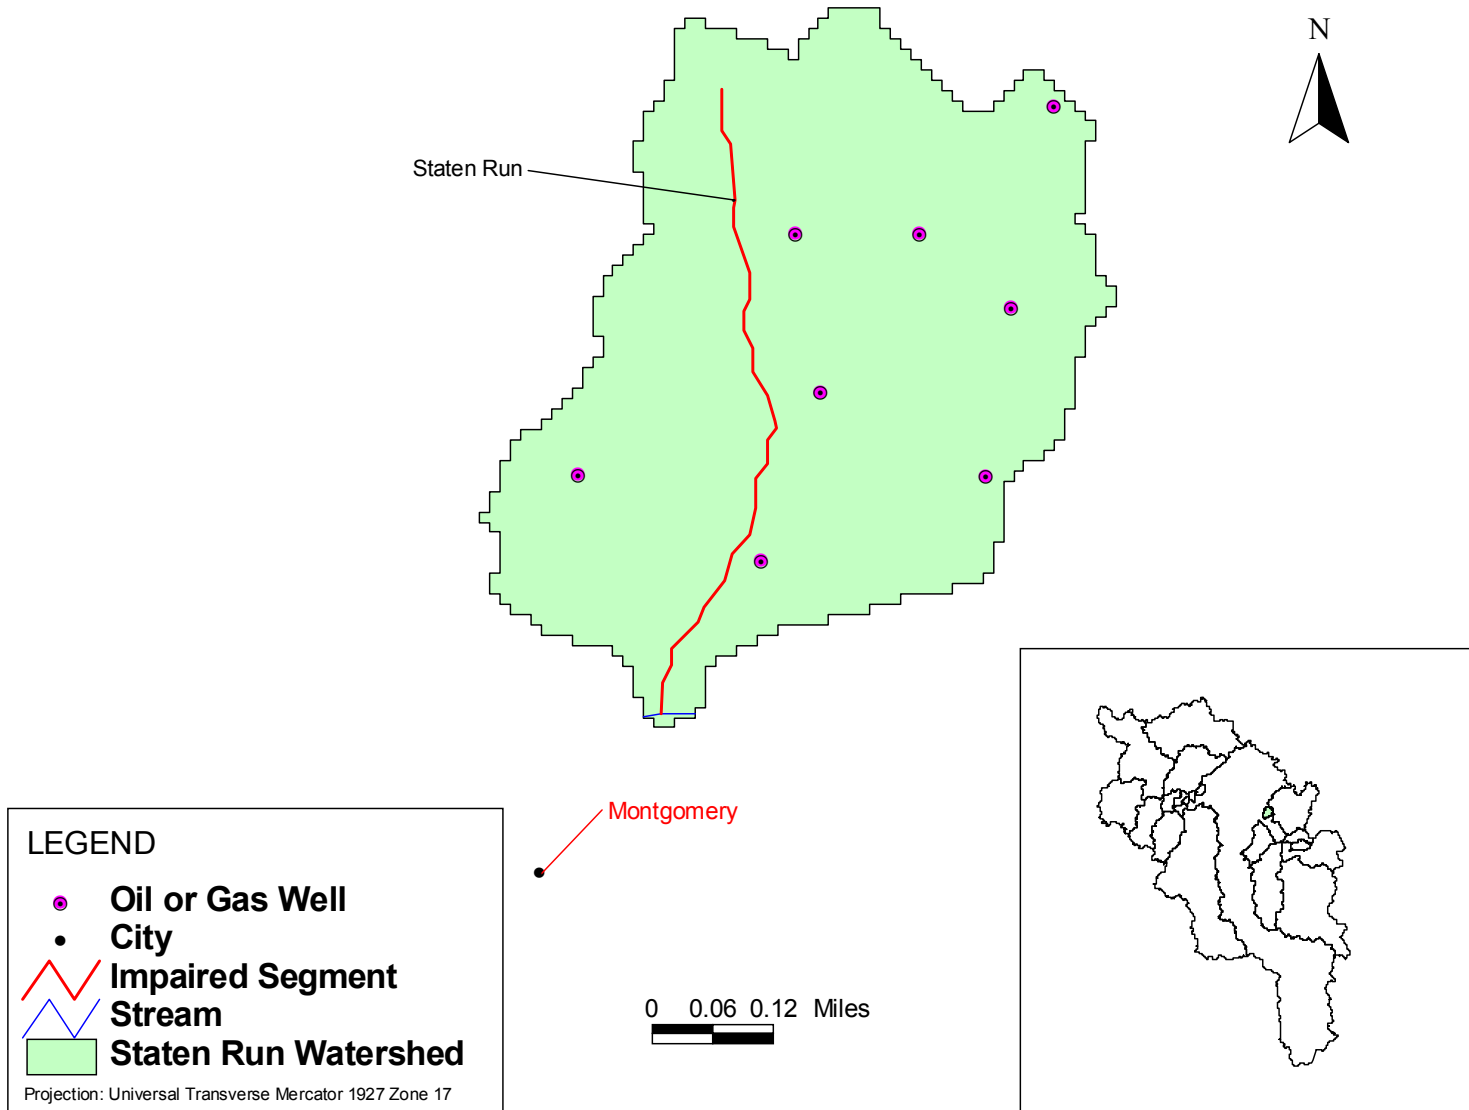 N
Staten Run
Montgomery
LEGEND
Oil or Gas Well
City
Impaired Segment
Stream
Staten Run Watershed
Projection: Universal Transverse Mercator 1927 Zone 17
0 0.06 0.12 Miles